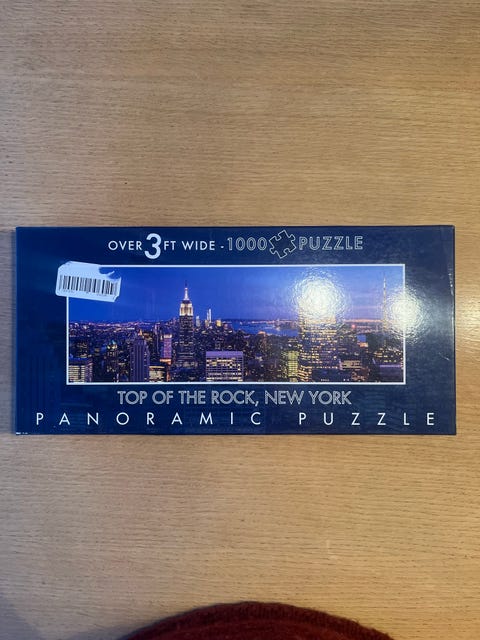 OVER 3 FT WIDE - 1000 PUZZLE
TOP OF THE ROCK, NEW YORK
PANORAMIC PUZZLE